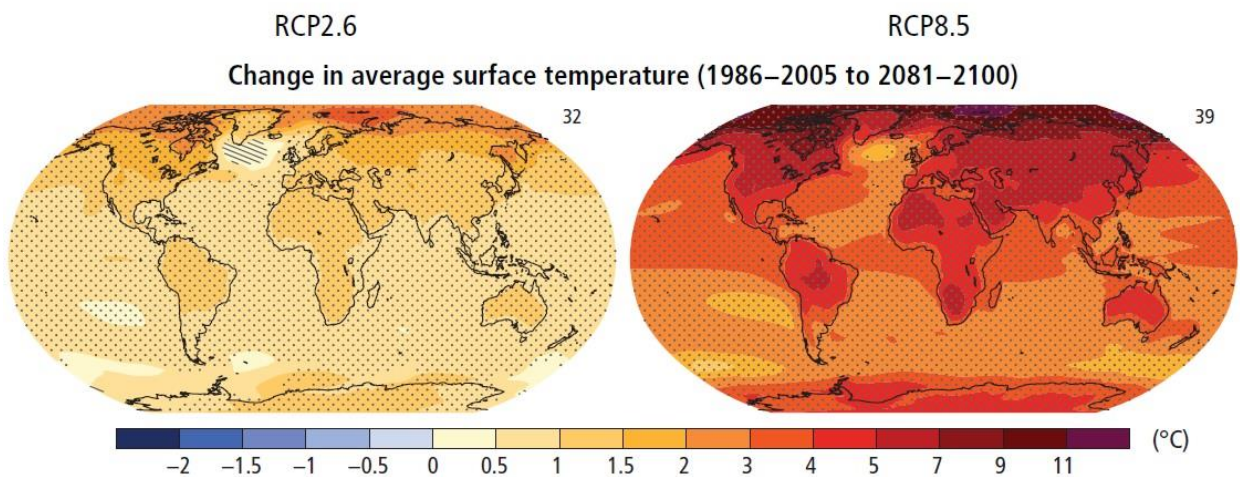 RCP2.6 RCP8.5
Change in average surface temperature (1986–2005 to 2081–2100)
32 39
−2 −1.5 −1 −0.5 0 0.5 1 1.5 2 3 4 5 7 9 11 (°C)